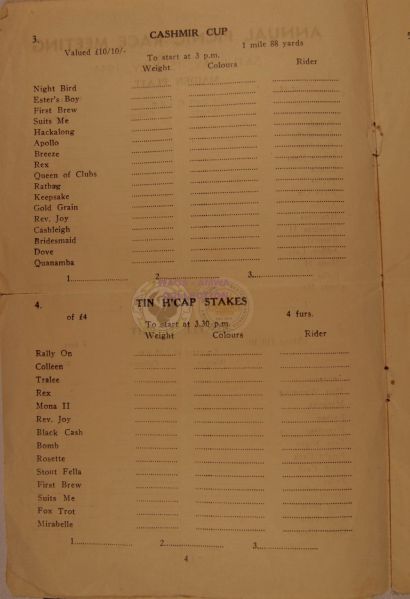 3. CASHMIR CUP
Valued £10/10/- 1 mile 88 yards
To start at 3 p.m.
Weight Colours Rider
Night Bird
Ester's Boy
First Brew
Suits Me
Hackalong
Apollo
Breeze
Rex
Queen of Clubs
Ratbag
Keepsake
Gold Grain
Rev. Joy
Cashleigh
Bridesmaid
Dove
Quanamba
1............................ 2............................ 3............................
4. TIN H'CAP STAKES
of £4 4 furs.
To start at 3.30 p.m.
Weight Colours Rider
Rally On
Colleen
Tralee
Rex
Mona II
Rev. Joy
Black Cash
Bomb
Rosette
Stout Fella
First Brew
Suits Me
Fox Trot
Mirabelle
1............................ 2............................ 3............................
4